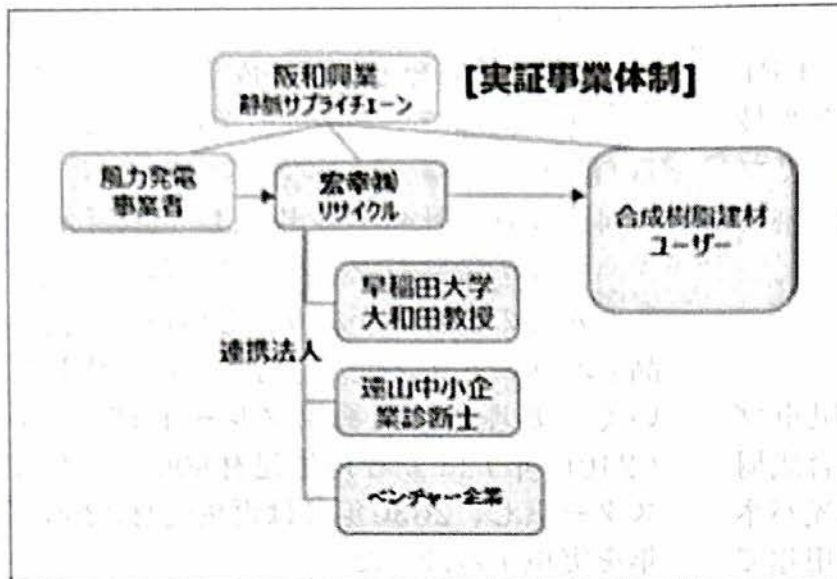 阪和興業
静脈サプライチェーン
[実証事業体制]
風力発電
事業者
宏幸㈱
リサイクル
合成樹脂建材
ユーザー
早稲田大学
大和田教授
連携法人
遠山中小企
業診断士
ベンチャー企業